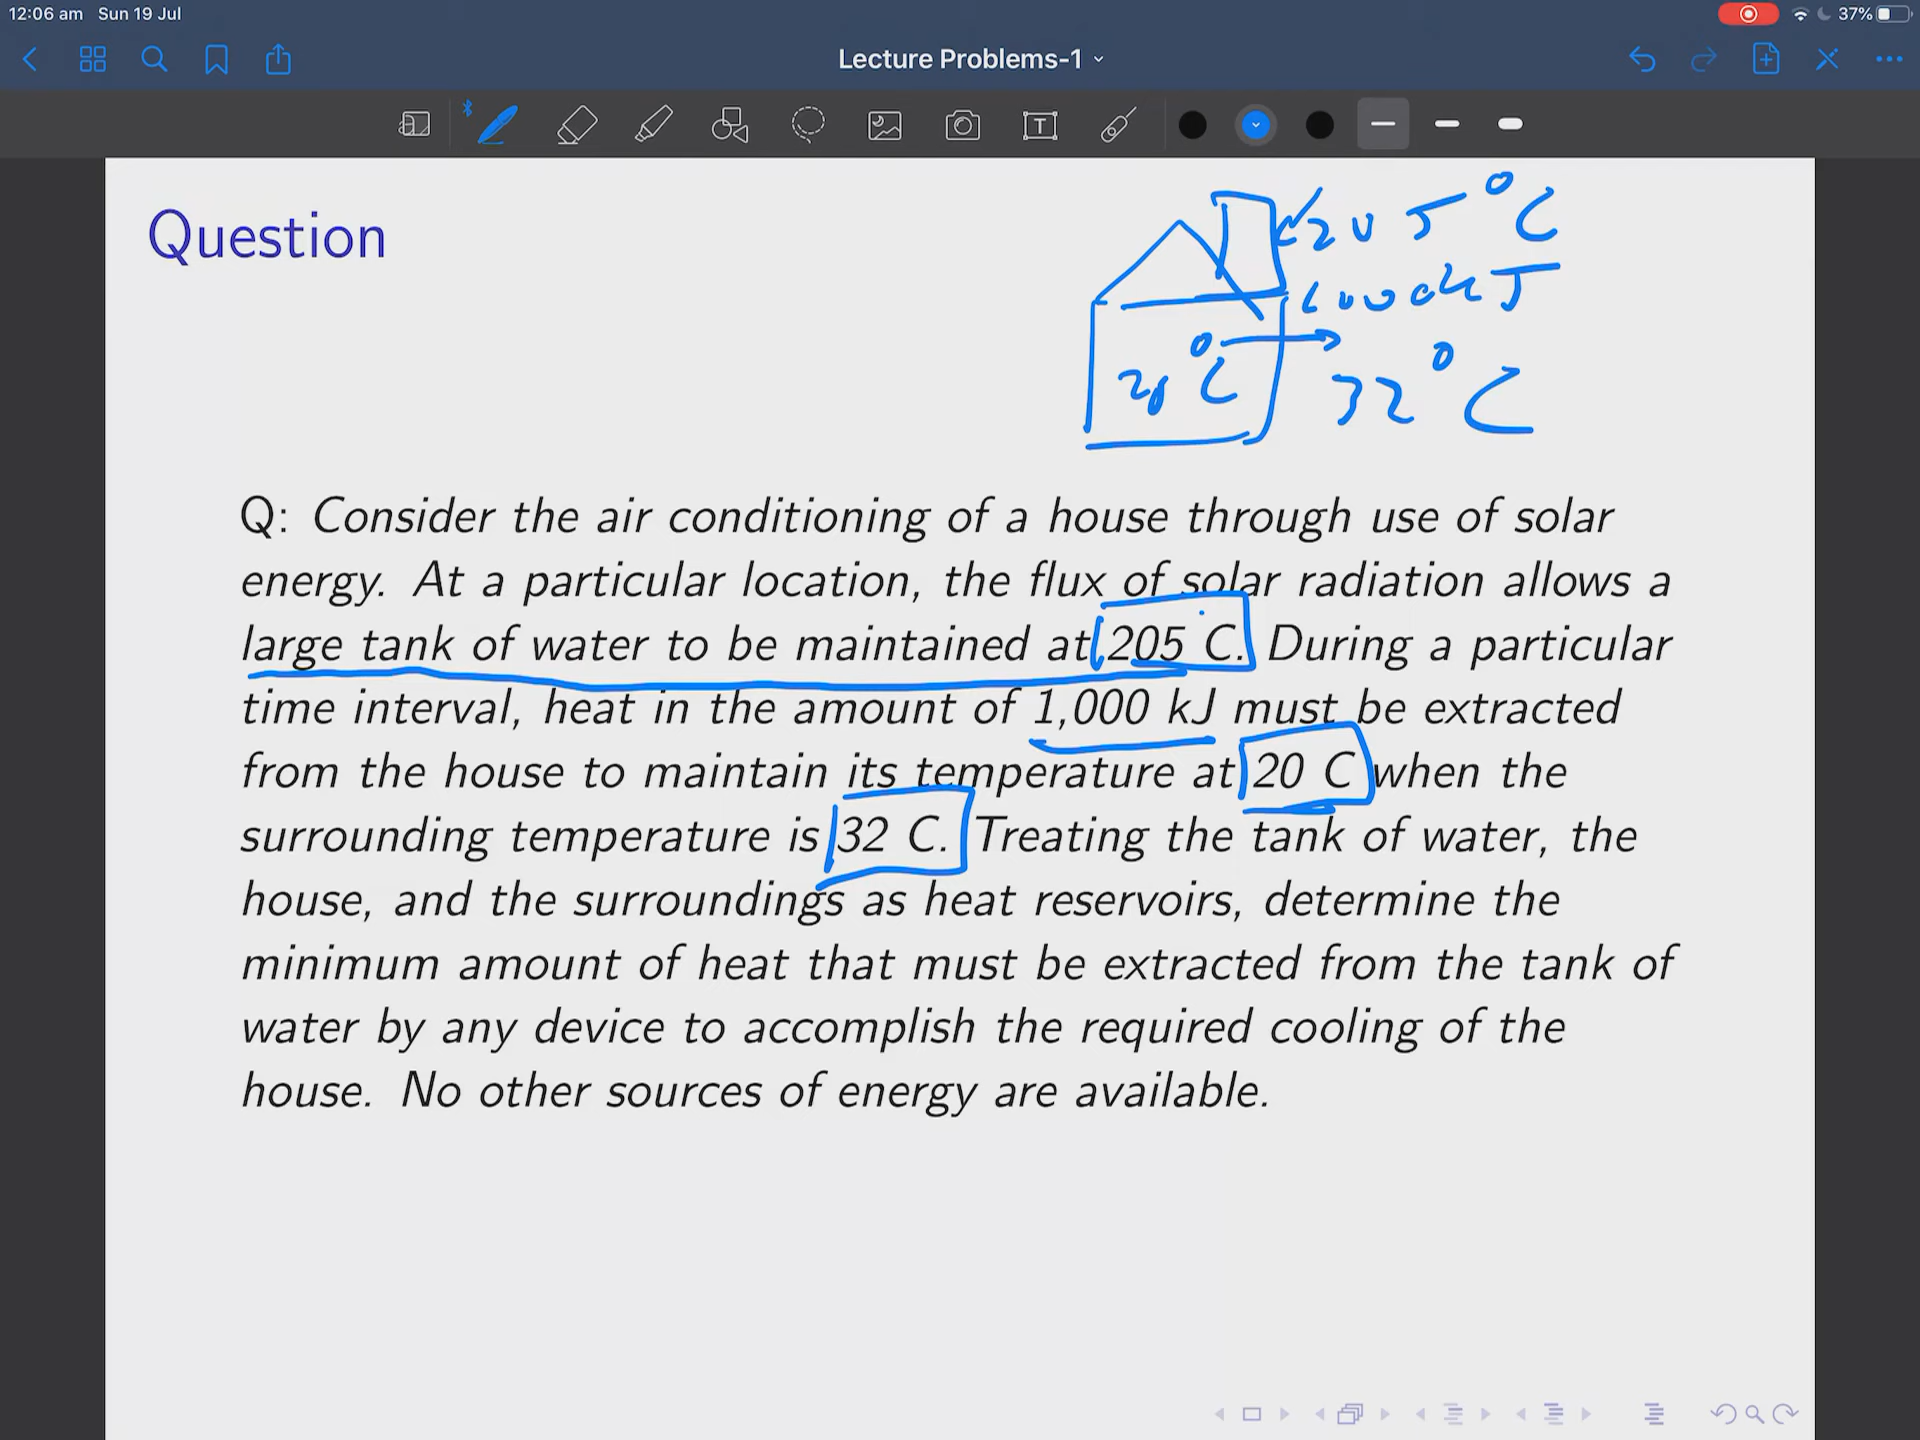 12:06 am Sun 19 Jul
37%
Lecture Problems-1
T
Question
205 °C
1000kJ
20 °C
32 °C
Q: Consider the air conditioning of a house through use of solar
energy. At a particular location, the flux of solar radiation allows a
large tank of water to be maintained at 205 C. During a particular
time interval, heat in the amount of 1,000 kJ must be extracted
from the house to maintain its temperature at 20 C when the
surrounding temperature is 32 C. Treating the tank of water, the
house, and the surroundings as heat reservoirs, determine the
minimum amount of heat that must be extracted from the tank of
water by any device to accomplish the required cooling of the
house. No other sources of energy are available.